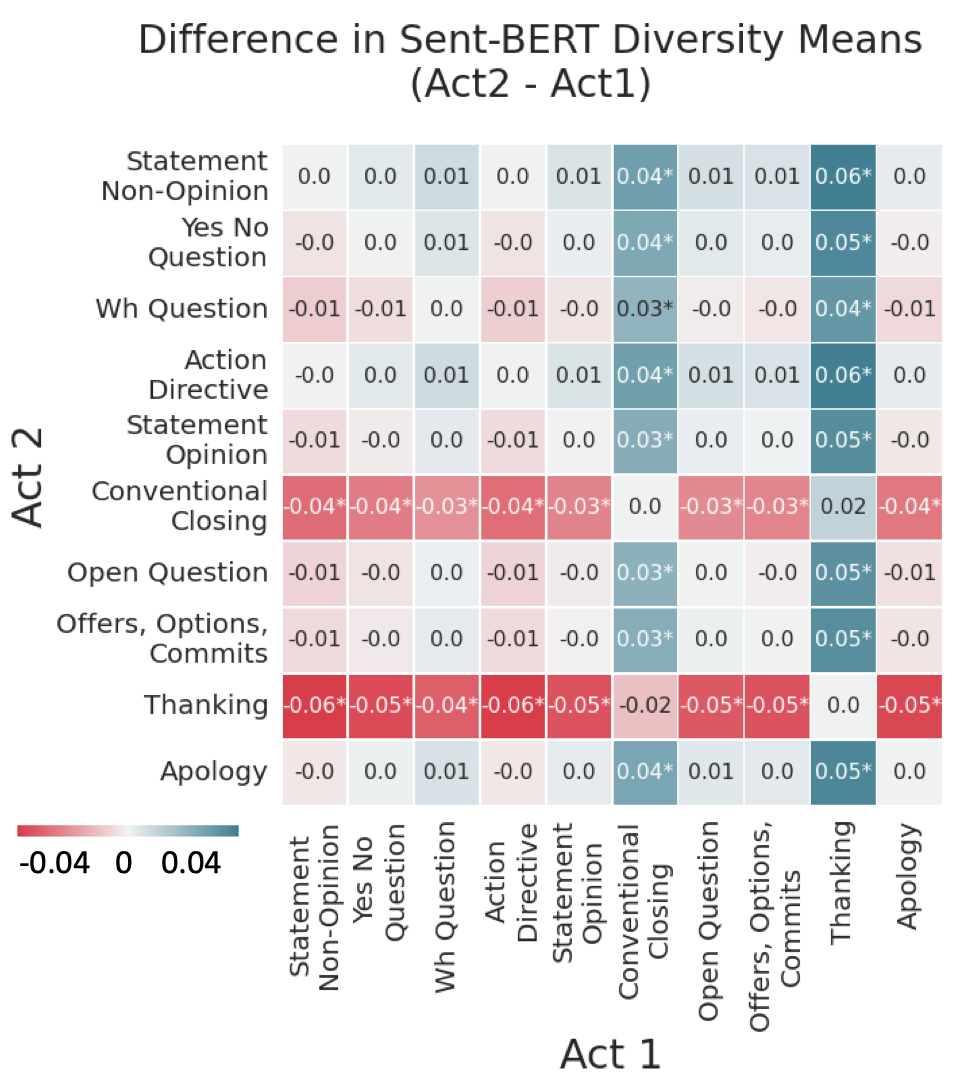 Difference in Sent-BERT Diversity Means
(Act2 - Act1)
Statement
Non-Opinion
0.0 0.0 0.01 0.0 0.01 0.04* 0.01 0.01 0.06* 0.0
Yes No
Question
-0.0 0.0 0.01 -0.0 0.0 0.04* 0.0 0.0 0.05* -0.0
Wh Question
-0.01 -0.01 0.0 -0.01 -0.0 0.03* -0.0 -0.0 0.04* -0.01
Action
Directive
-0.0 0.0 0.01 0.0 0.01 0.04* 0.01 0.01 0.06* 0.0
Statement
Opinion
-0.01 -0.0 0.0 -0.01 0.0 0.03* 0.0 0.0 0.05* -0.0
Conventional
Closing
-0.04* -0.04* -0.03* -0.04* -0.03* 0.0 -0.03* -0.03* 0.02 -0.04*
Open Question
-0.01 -0.0 0.0 -0.01 -0.0 0.03* 0.0 -0.0 0.05* -0.01
Offers, Options,
Commits
-0.01 -0.0 0.0 -0.01 -0.0 0.03* 0.0 0.0 0.05* -0.0
Thanking
-0.06* -0.05* -0.04* -0.06* -0.05* -0.02 -0.05* -0.05* 0.0 -0.05*
Apology
-0.0 0.0 0.01 -0.0 0.0 0.04* 0.01 0.0 0.05* 0.0
Act 2
-0.04 0 0.04
Statement
Non-Opinion
Yes No
Question
Wh Question
Action
Directive
Statement
Opinion
Conventional
Closing
Open Question
Offers, Options,
Commits
Thanking
Apology
Act 1